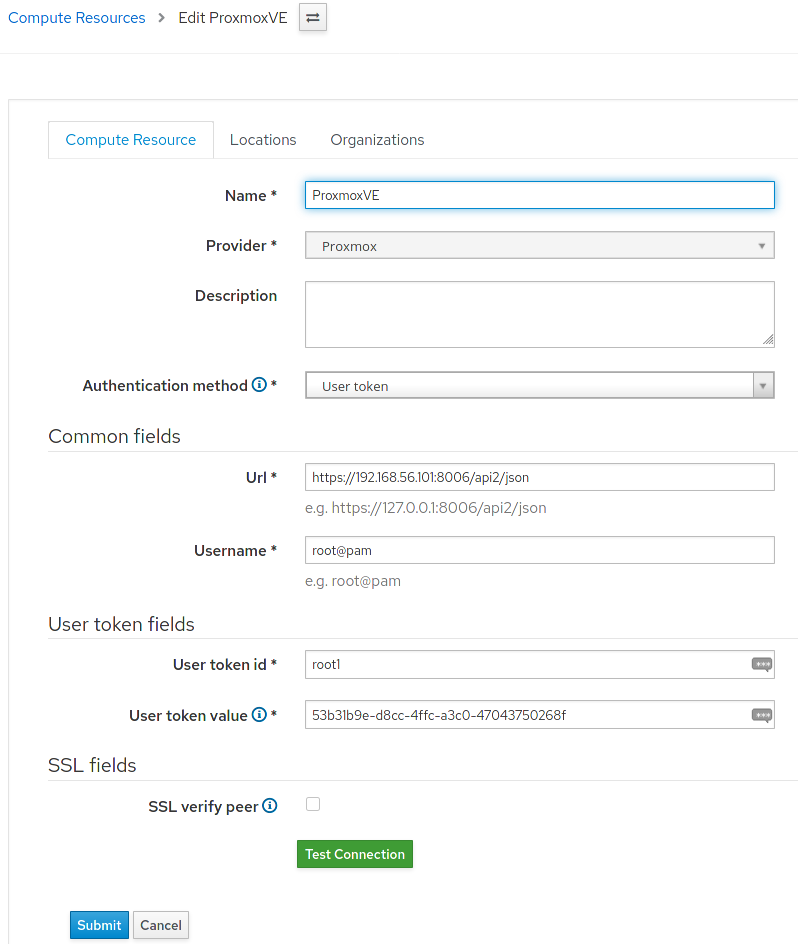 Compute Resources > Edit ProxmoxVE
Compute Resource Locations Organizations
Name * ProxmoxVE
Provider * Proxmox
Description
Authentication method * User token
Common fields
Url * https://192.168.56.101:8006/api2/json
e.g. https://127.0.0.1:8006/api2/json
Username * root@pam
e.g. root@pam
User token fields
User token id * root1
User token value * 53b31b9e-d8cc-4ffc-a3c0-47043750268f
SSL fields
SSL verify peer
Test Connection
Submit Cancel